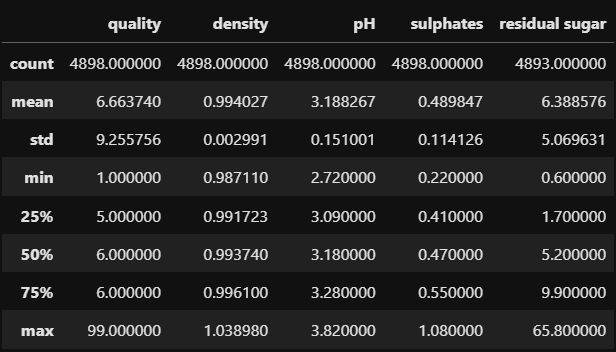 quality density pH sulphates residual sugar
count 4898.000000 4898.000000 4898.000000 4898.000000 4893.000000
mean 6.663740 0.994027 3.188267 0.489847 6.388576
std 9.255756 0.002991 0.151001 0.114126 5.069631
min 1.000000 0.987110 2.720000 0.220000 0.600000
25% 5.000000 0.991723 3.090000 0.410000 1.700000
50% 6.000000 0.993740 3.180000 0.470000 5.200000
75% 6.000000 0.996100 3.280000 0.550000 9.900000
max 99.000000 1.038980 3.820000 1.080000 65.800000